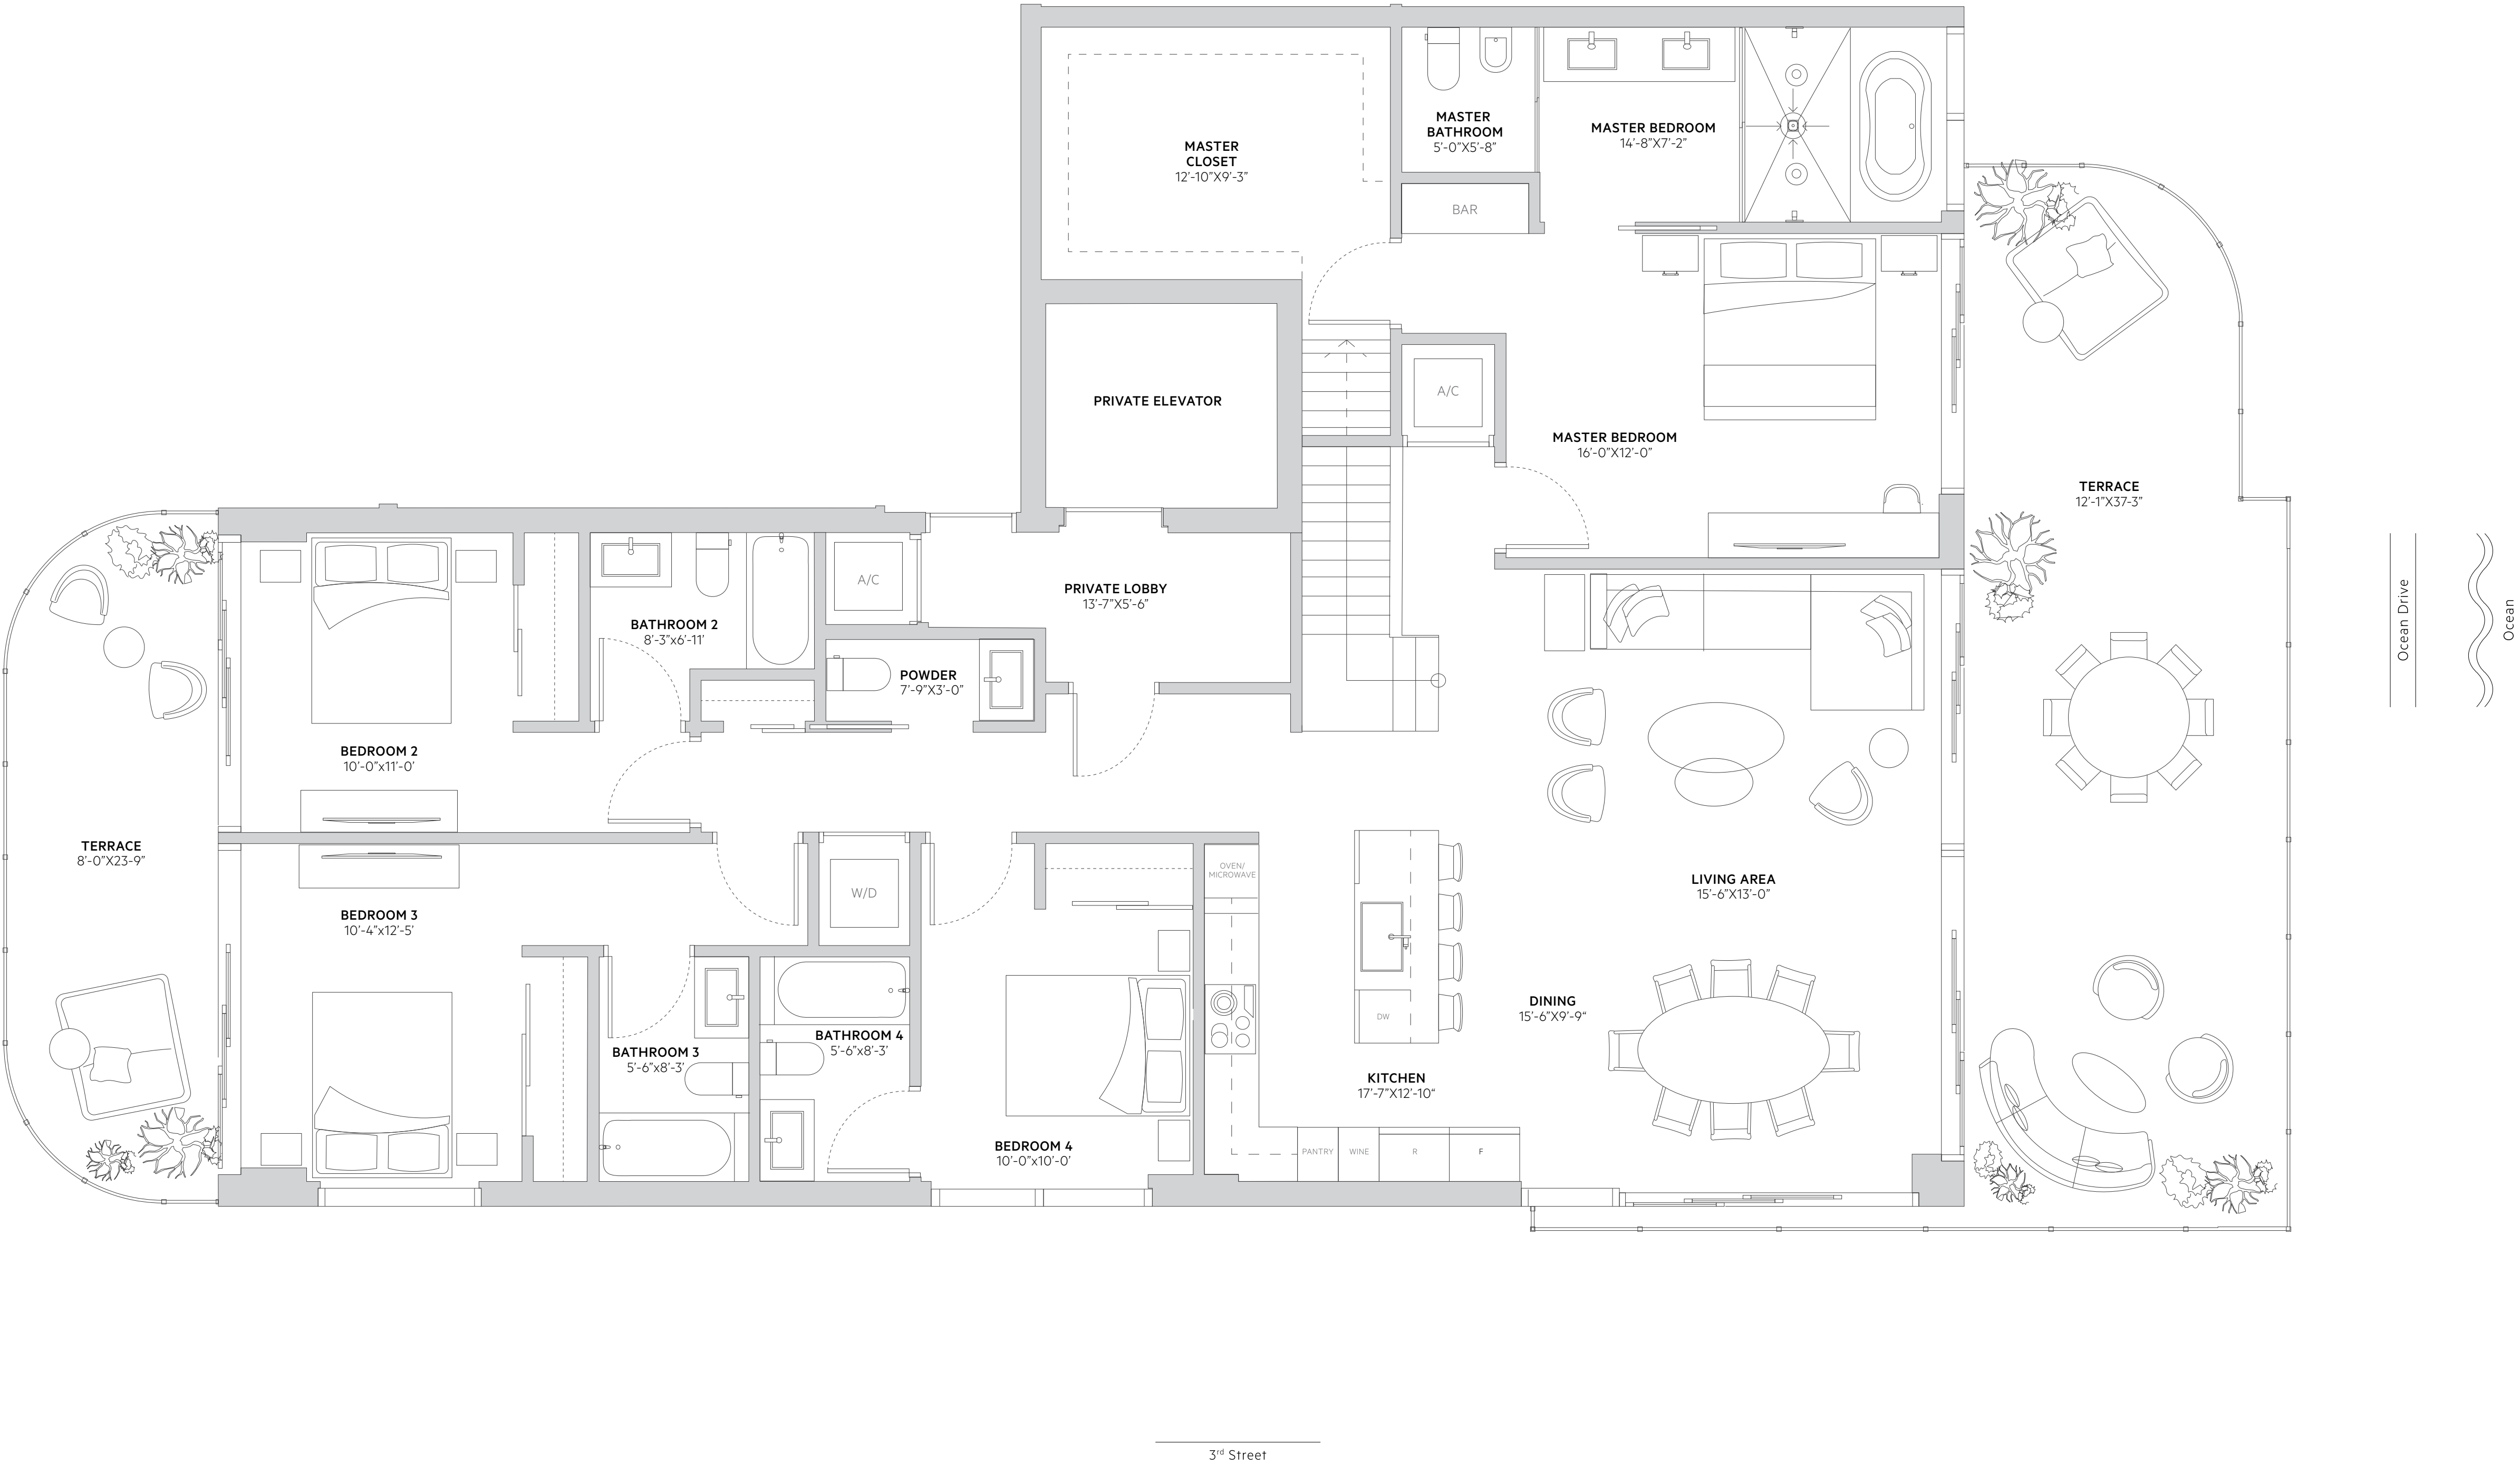 MASTER
CLOSET
12'-10"X9'-3"
MASTER
BATHROOM
5'-0"X5'-8"
MASTER BEDROOM
14'-8"X7'-2"
BAR
PRIVATE ELEVATOR
A/C
MASTER BEDROOM
16'-0"X12'-0"
TERRACE
12'-1"X37-3"
Ocean Drive
Ocean
A/C
PRIVATE LOBBY
13'-7"X5'-6"
BATHROOM 2
8'-3"x6'-11'
POWDER
7'-9"X3'-0"
BEDROOM 2
10'-0"x11'-0'
TERRACE
8'-0"X23-9"
BEDROOM 3
10'-4"x12'-5'
W/D
OVEN/
MICROWAVE
LIVING AREA
15'-6"X13'-0"
DINING
15'-6"X9'-9“
DW
BATHROOM 3
5'-6"x8'-3'
BATHROOM 4
5'-6"x8'-3'
KITCHEN
17'-7"X12'-10“
BEDROOM 4
10'-0"x10'-0'
PANTRY
WINE
R
F
3rd Street